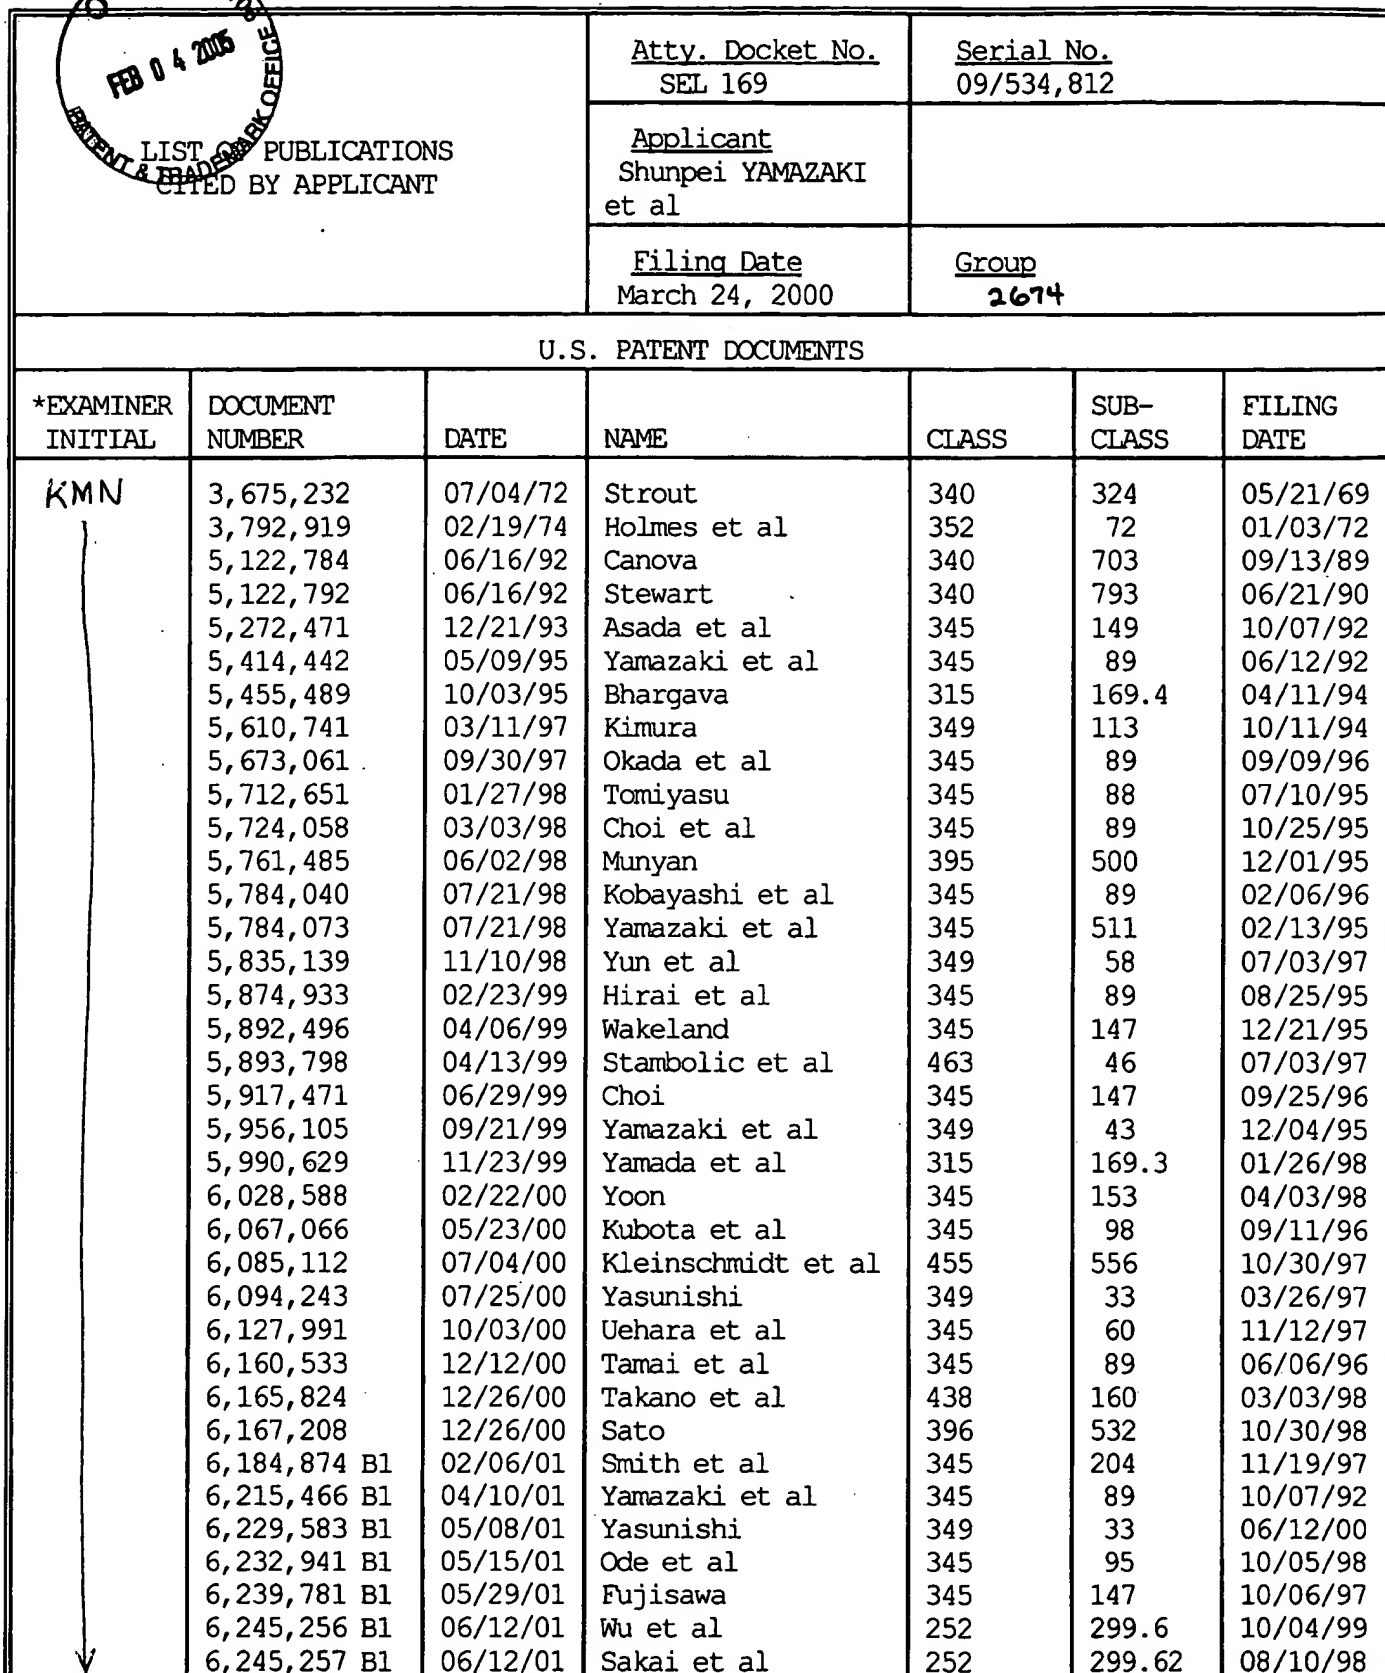 FEB 0 4 2005
PATENT & TRADEMARK OFFICE
LIST OF PUBLICATIONS
CITED BY APPLICANT
Atty. Docket No.
SEL 169
Serial No.
09/534,812
Applicant
Shunpei YAMAZAKI
et al
Filing Date
March 24, 2000
Group
2674
U.S. PATENT DOCUMENTS
*EXAMINER INITIAL DOCUMENT NUMBER DATE NAME CLASS SUB-CLASS FILING DATE
KMN 3,675,232 07/04/72 Strout 340 324 05/21/69
3,792,919 02/19/74 Holmes et al 352 72 01/03/72
5,122,784 06/16/92 Canova 340 703 09/13/89
5,122,792 06/16/92 Stewart 340 793 06/21/90
5,272,471 12/21/93 Asada et al 345 149 10/07/92
5,414,442 05/09/95 Yamazaki et al 345 89 06/12/92
5,455,489 10/03/95 Bhargava 315 169.4 04/11/94
5,610,741 03/11/97 Kimura 349 113 10/11/94
5,673,061 09/30/97 Okada et al 345 89 09/09/96
5,712,651 01/27/98 Tomiyasu 345 88 07/10/95
5,724,058 03/03/98 Choi et al 345 89 10/25/95
5,761,485 06/02/98 Munyan 395 500 12/01/95
5,784,040 07/21/98 Kobayashi et al 345 89 02/06/96
5,784,073 07/21/98 Yamazaki et al 345 511 02/13/95
5,835,139 11/10/98 Yun et al 349 58 07/03/97
5,874,933 02/23/99 Hirai et al 345 89 08/25/95
5,892,496 04/06/99 Wakeland 345 147 12/21/95
5,893,798 04/13/99 Stambolic et al 463 46 07/03/97
5,917,471 06/29/99 Choi 345 147 09/25/96
5,956,105 09/21/99 Yamazaki et al 349 43 12/04/95
5,990,629 11/23/99 Yamada et al 315 169.3 01/26/98
6,028,588 02/22/00 Yoon 345 153 04/03/98
6,067,066 05/23/00 Kubota et al 345 98 09/11/96
6,085,112 07/04/00 Kleinschmidt et al 455 556 10/30/97
6,094,243 07/25/00 Yasunishi 349 33 03/26/97
6,127,991 10/03/00 Uehara et al 345 60 11/12/97
6,160,533 12/12/00 Tamai et al 345 89 06/06/96
6,165,824 12/26/00 Takano et al 438 160 03/03/98
6,167,208 12/26/00 Sato 396 532 10/30/98
6,184,874 B1 02/06/01 Smith et al 345 204 11/19/97
6,215,466 B1 04/10/01 Yamazaki et al 345 89 10/07/92
6,229,583 B1 05/08/01 Yasunishi 349 33 06/12/00
6,232,941 B1 05/15/01 Ode et al 345 95 10/05/98
6,239,781 B1 05/29/01 Fujisawa 345 147 10/06/97
6,245,256 B1 06/12/01 Wu et al 252 299.6 10/04/99
6,245,257 B1 06/12/01 Sakai et al 252 299.62 08/10/98